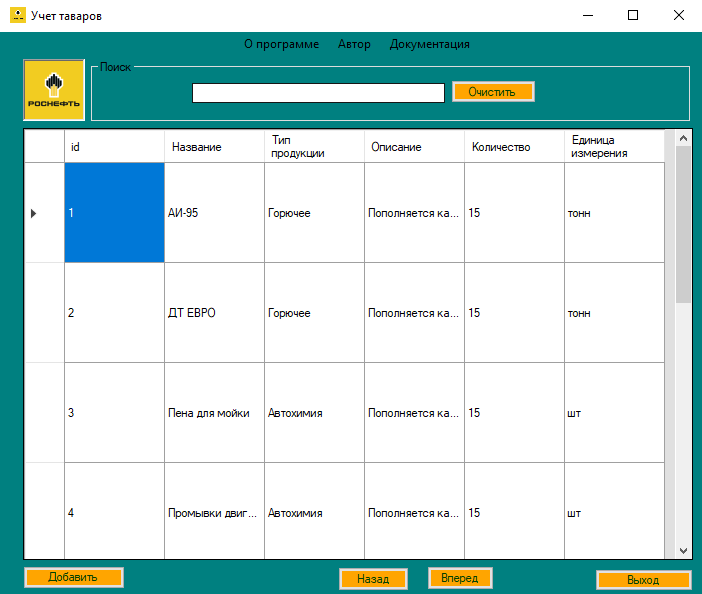 Учет таваров
О программе Автор Документация
РОСНЕФТЬ
Поиск
Очистить
id Название Тип продукции Описание Количество Единица измерения
1 АИ-95 Горючее Пополняется ка... 15 тонн
2 ДТ ЕВРО Горючее Пополняется ка... 15 тонн
3 Пена для мойки Автохимия Пополняется ка... 15 шт
4 Промывки двиг... Автохимия Пополняется ка... 15 шт
Добавить Назад Вперед Выход